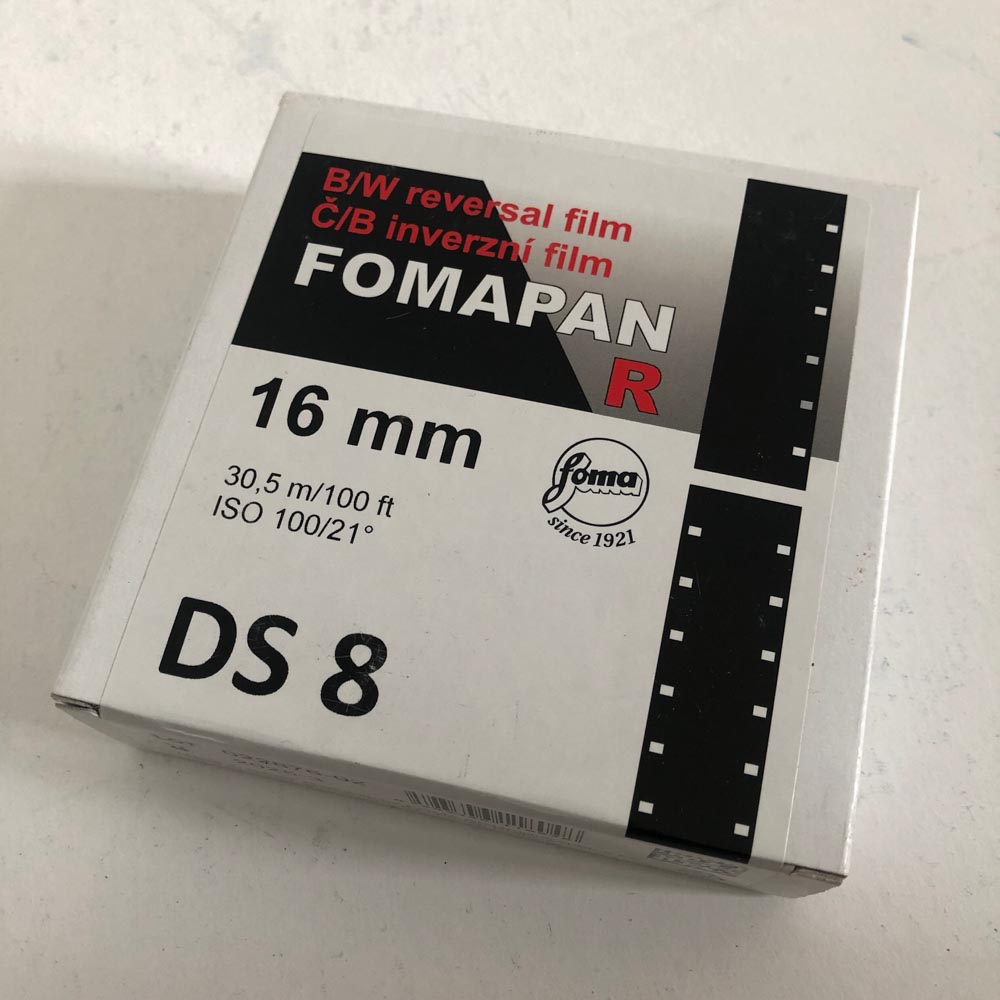 B/W reversal film
Č/B inverzní film
FOMAPAN
R
16 mm
30,5 m/100 ft
ISO 100/21°
foma
since 1921
DS 8